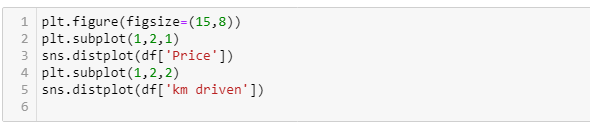 1 plt.figure(figsize=(15,8))
2 plt.subplot(1,2,1)
3 sns.distplot(df['Price'])
4 plt.subplot(1,2,2)
5 sns.distplot(df['km driven'])
6